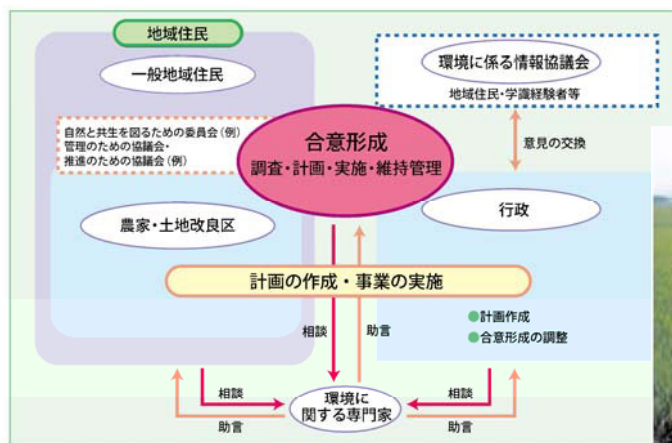 地域住民
一般地域住民
環境に係る情報協議会
地域住民・学識経験者等
自然と共生を図るための委員会(例)
管理のための協議会・
推進のための協議会(例)
合意形成
調査・計画・実施・維持管理
意見の交換
農家・土地改良区
行政
計画の作成・事業の実施
相談
助言
●計画作成
●合意形成の調整
相談
助言
環境に
関する専門家
相談
助言